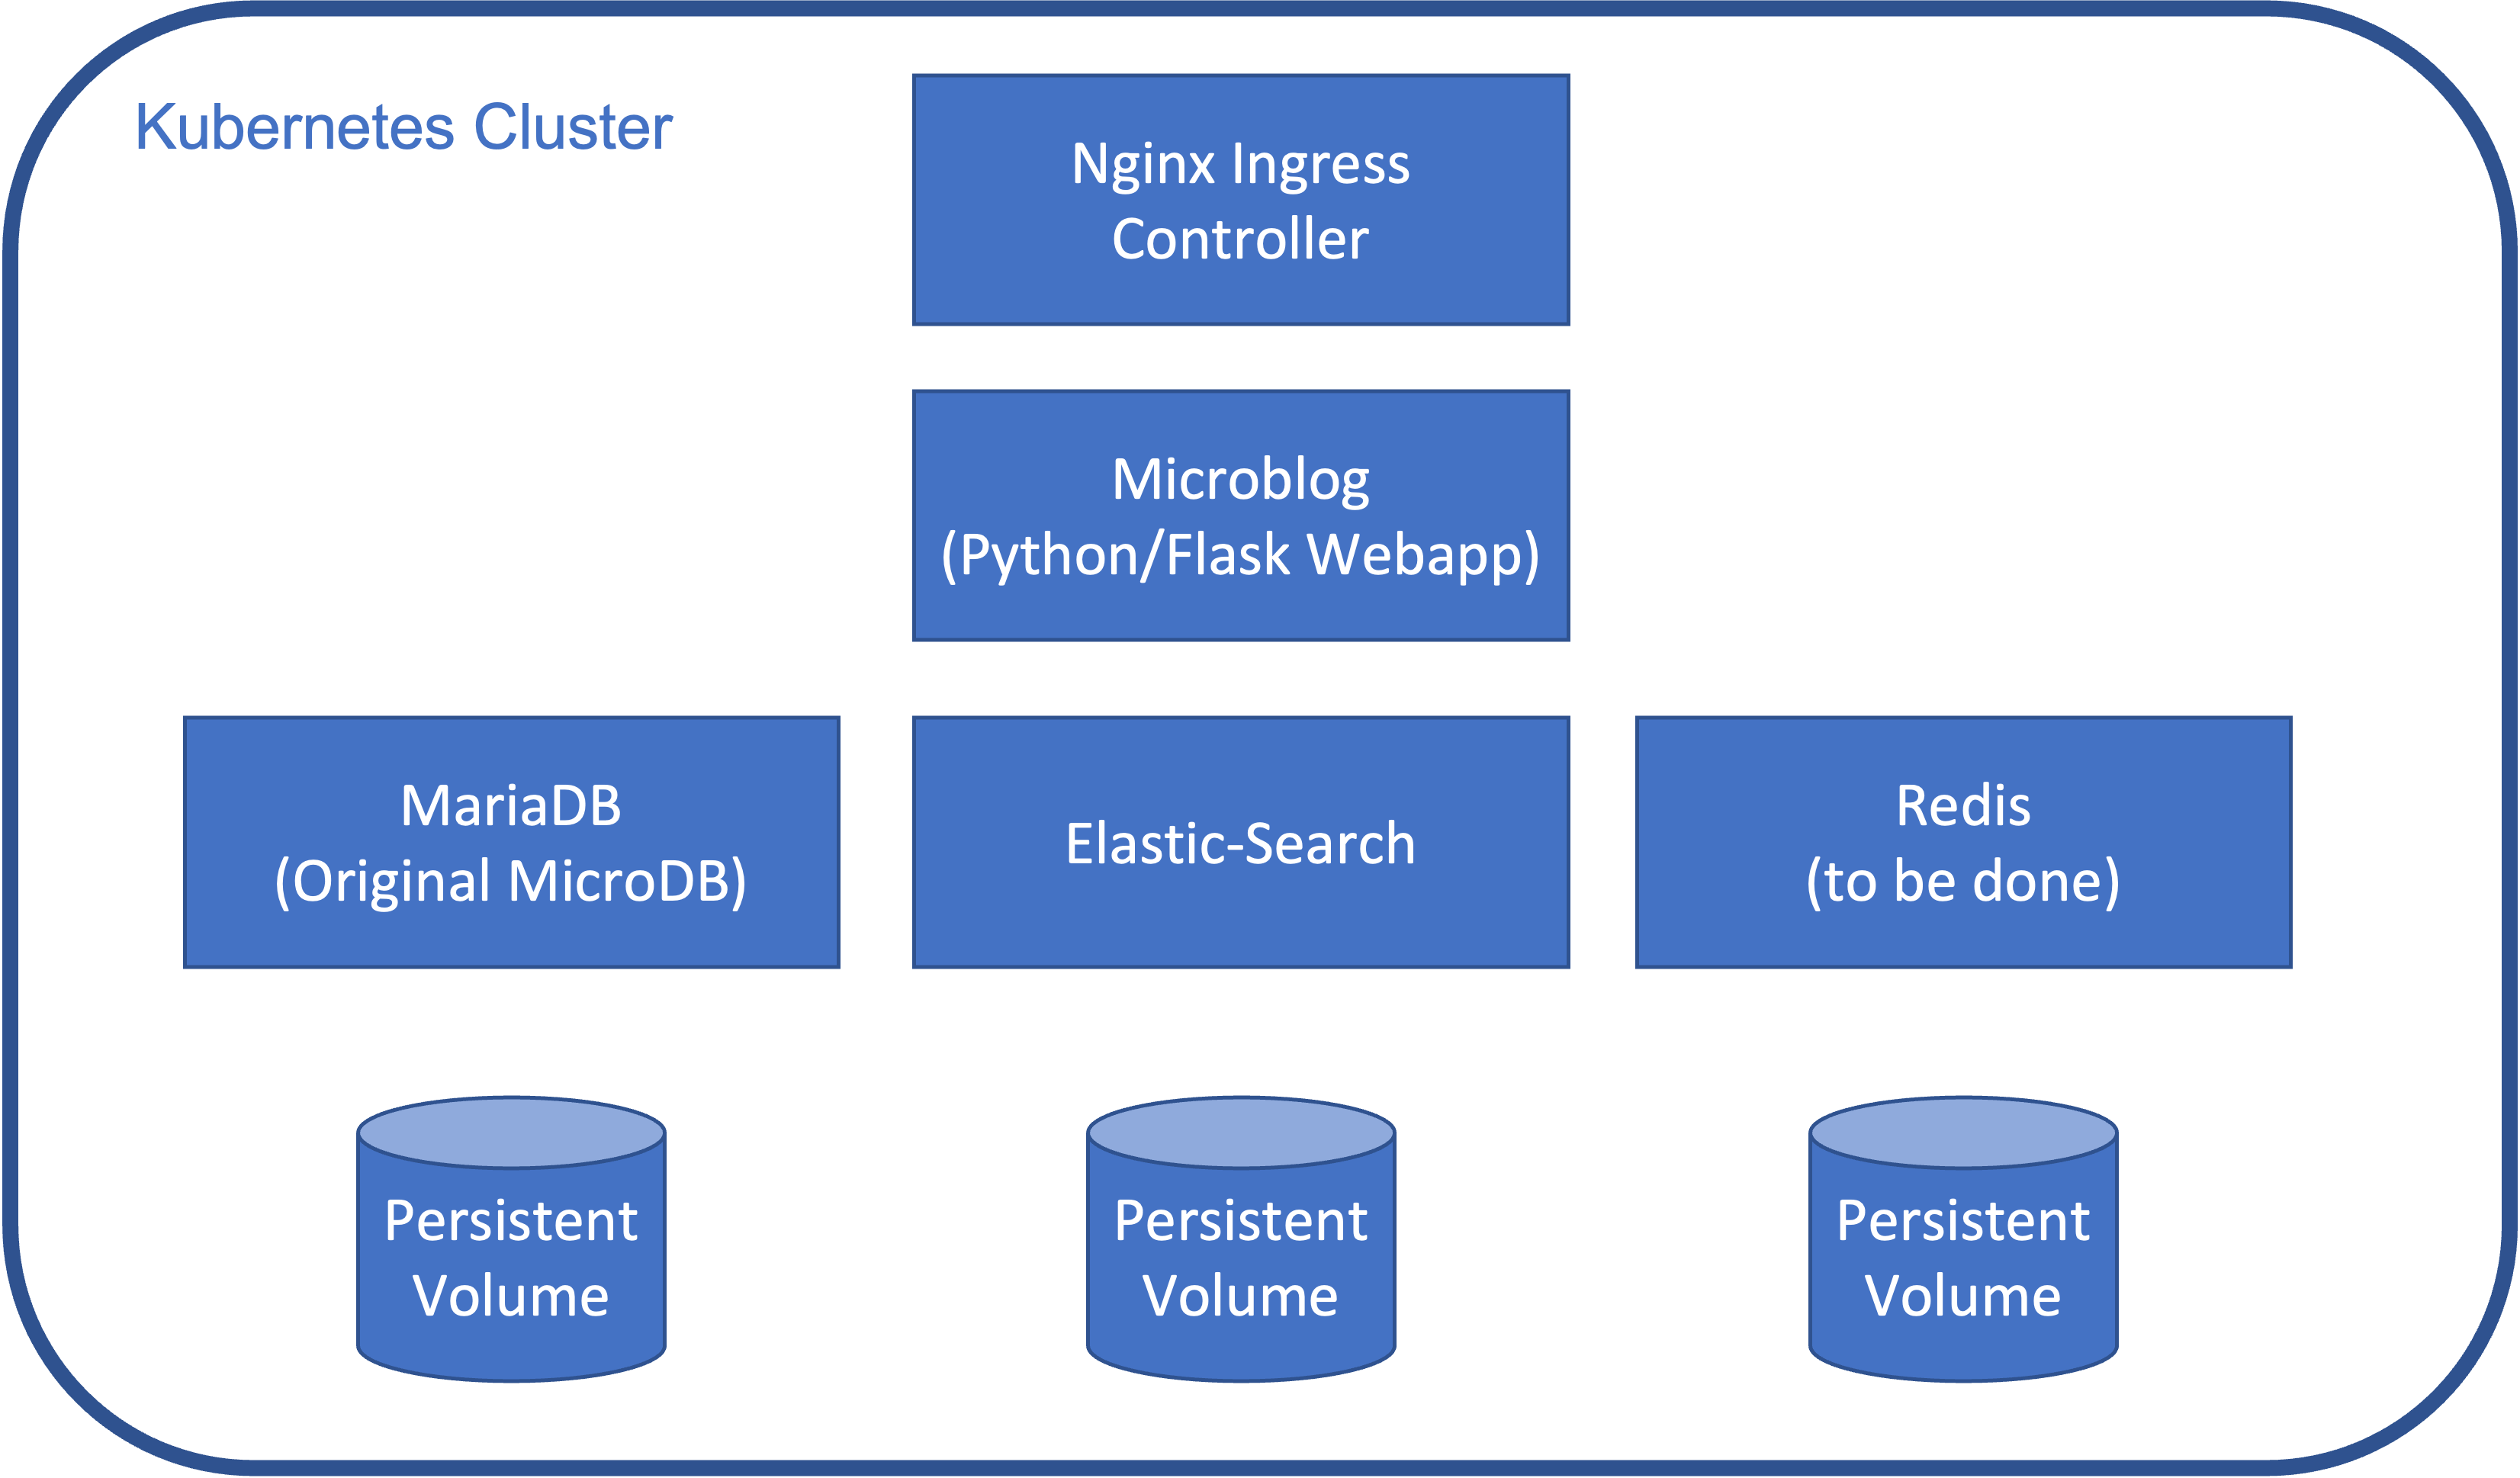 Kubernetes Cluster
Nginx Ingress
Controller
Microblog
(Python/Flask Webapp)
MariaDB
(Original MicroDB)
Elastic-Search
Redis
(to be done)
Persistent
Volume
Persistent
Volume
Persistent
Volume